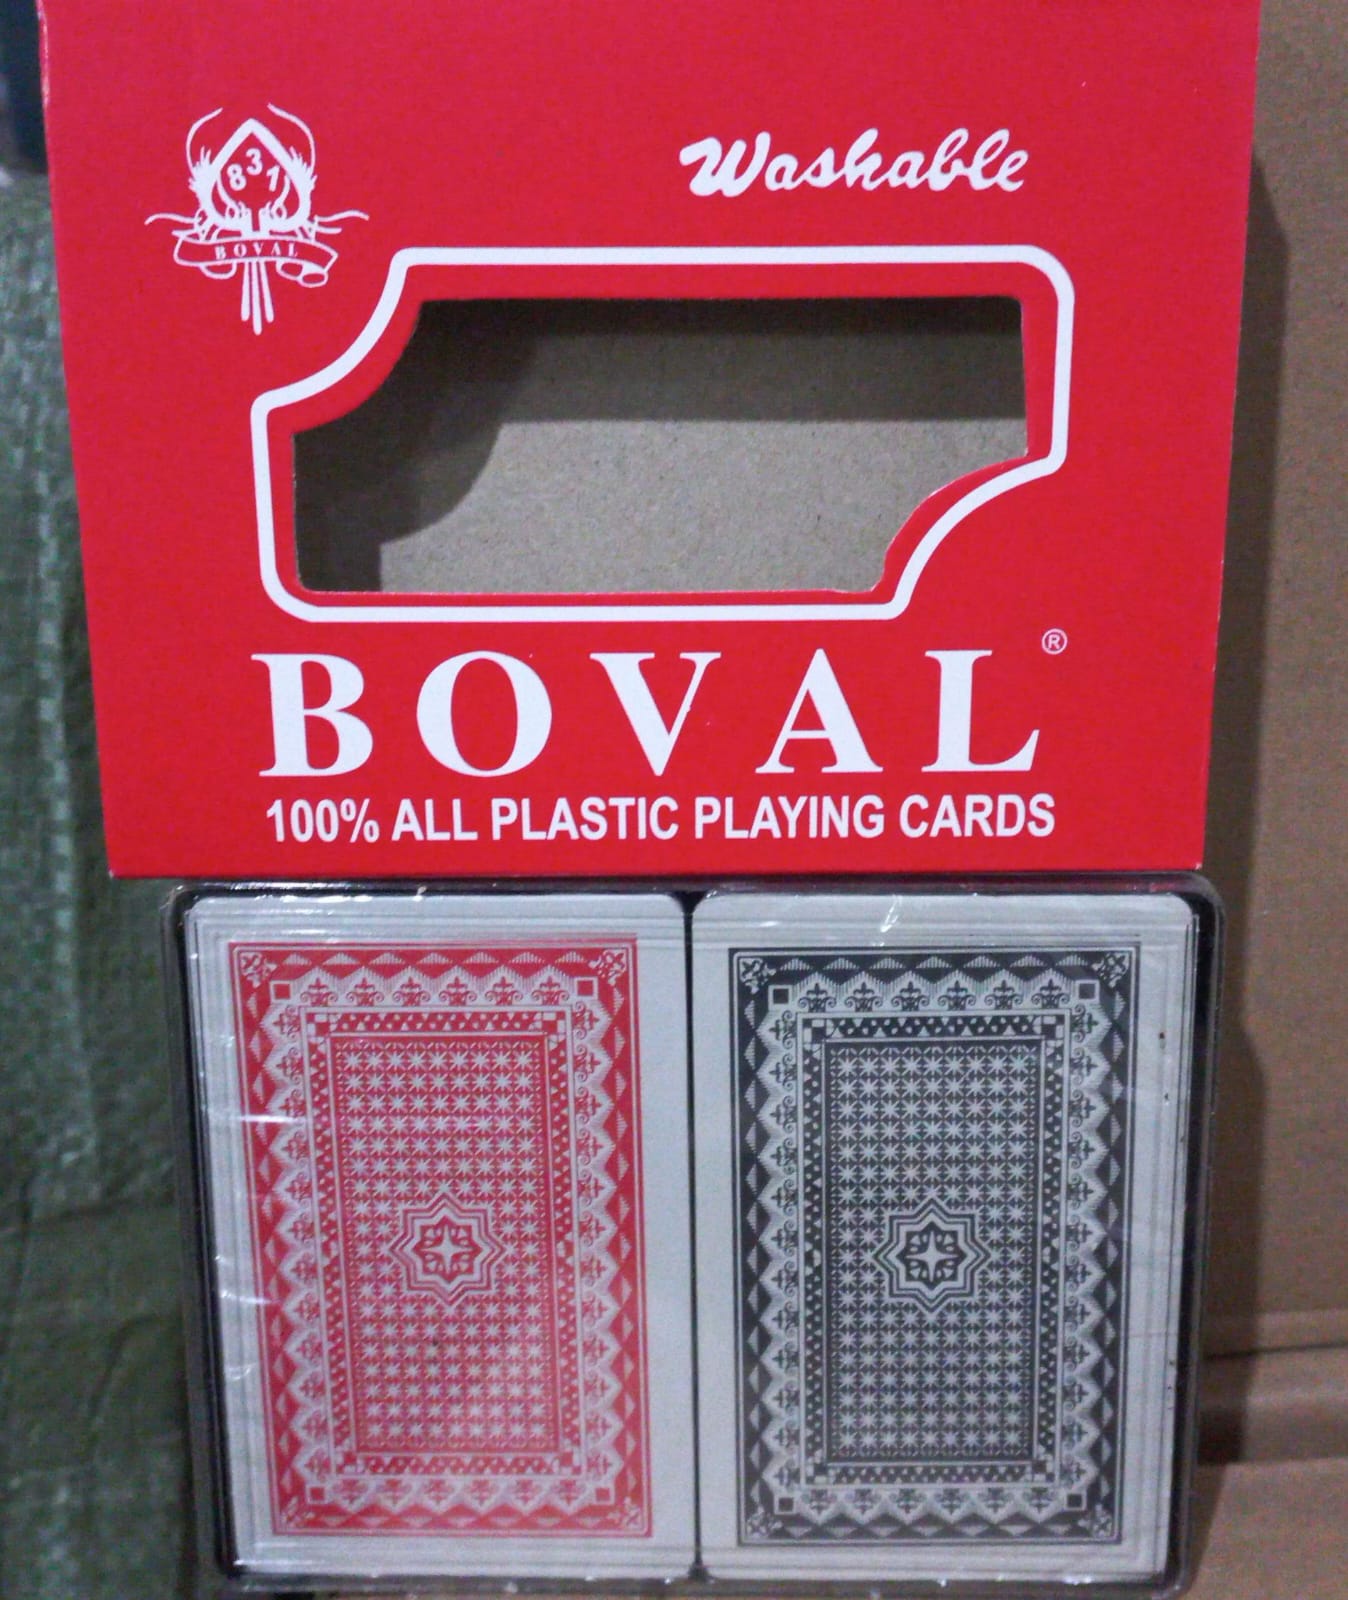 831
BOVAL
Washable
BOVAL®
100% ALL PLASTIC PLAYING CARDS